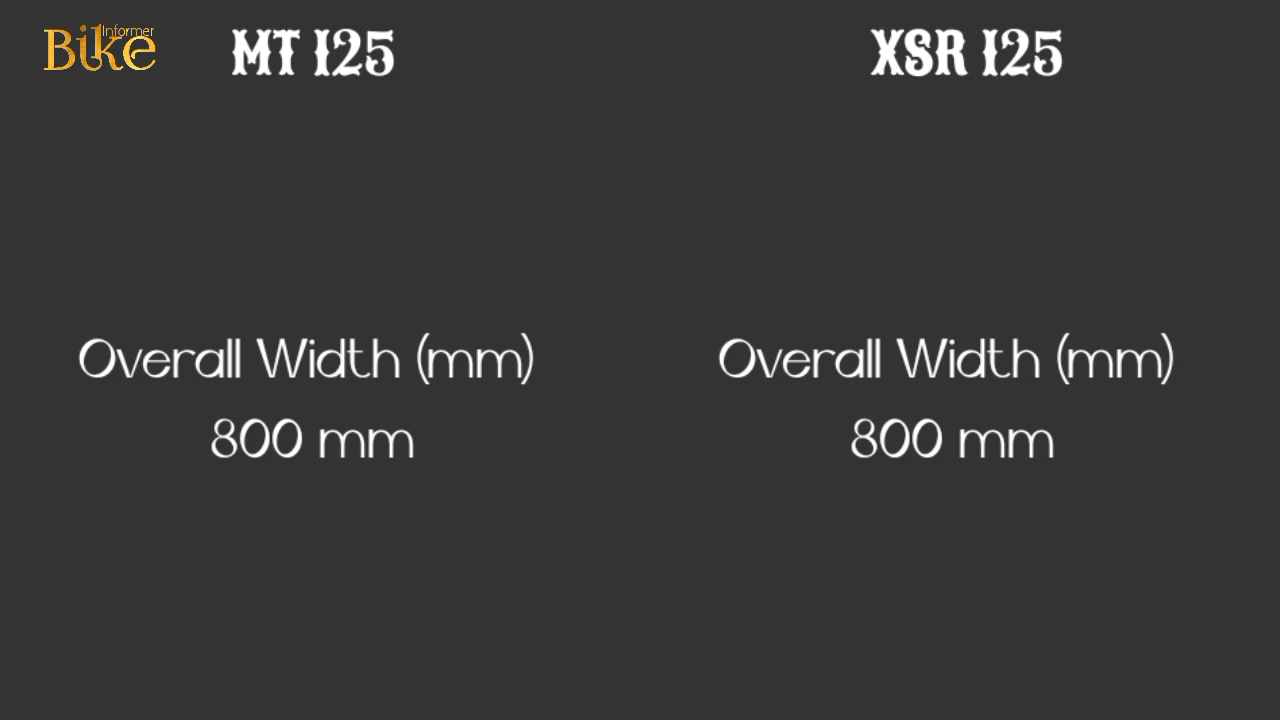 Bike Informer
MT 125
XSR 125
Overall Width (mm)
800 mm
Overall Width (mm)
800 mm